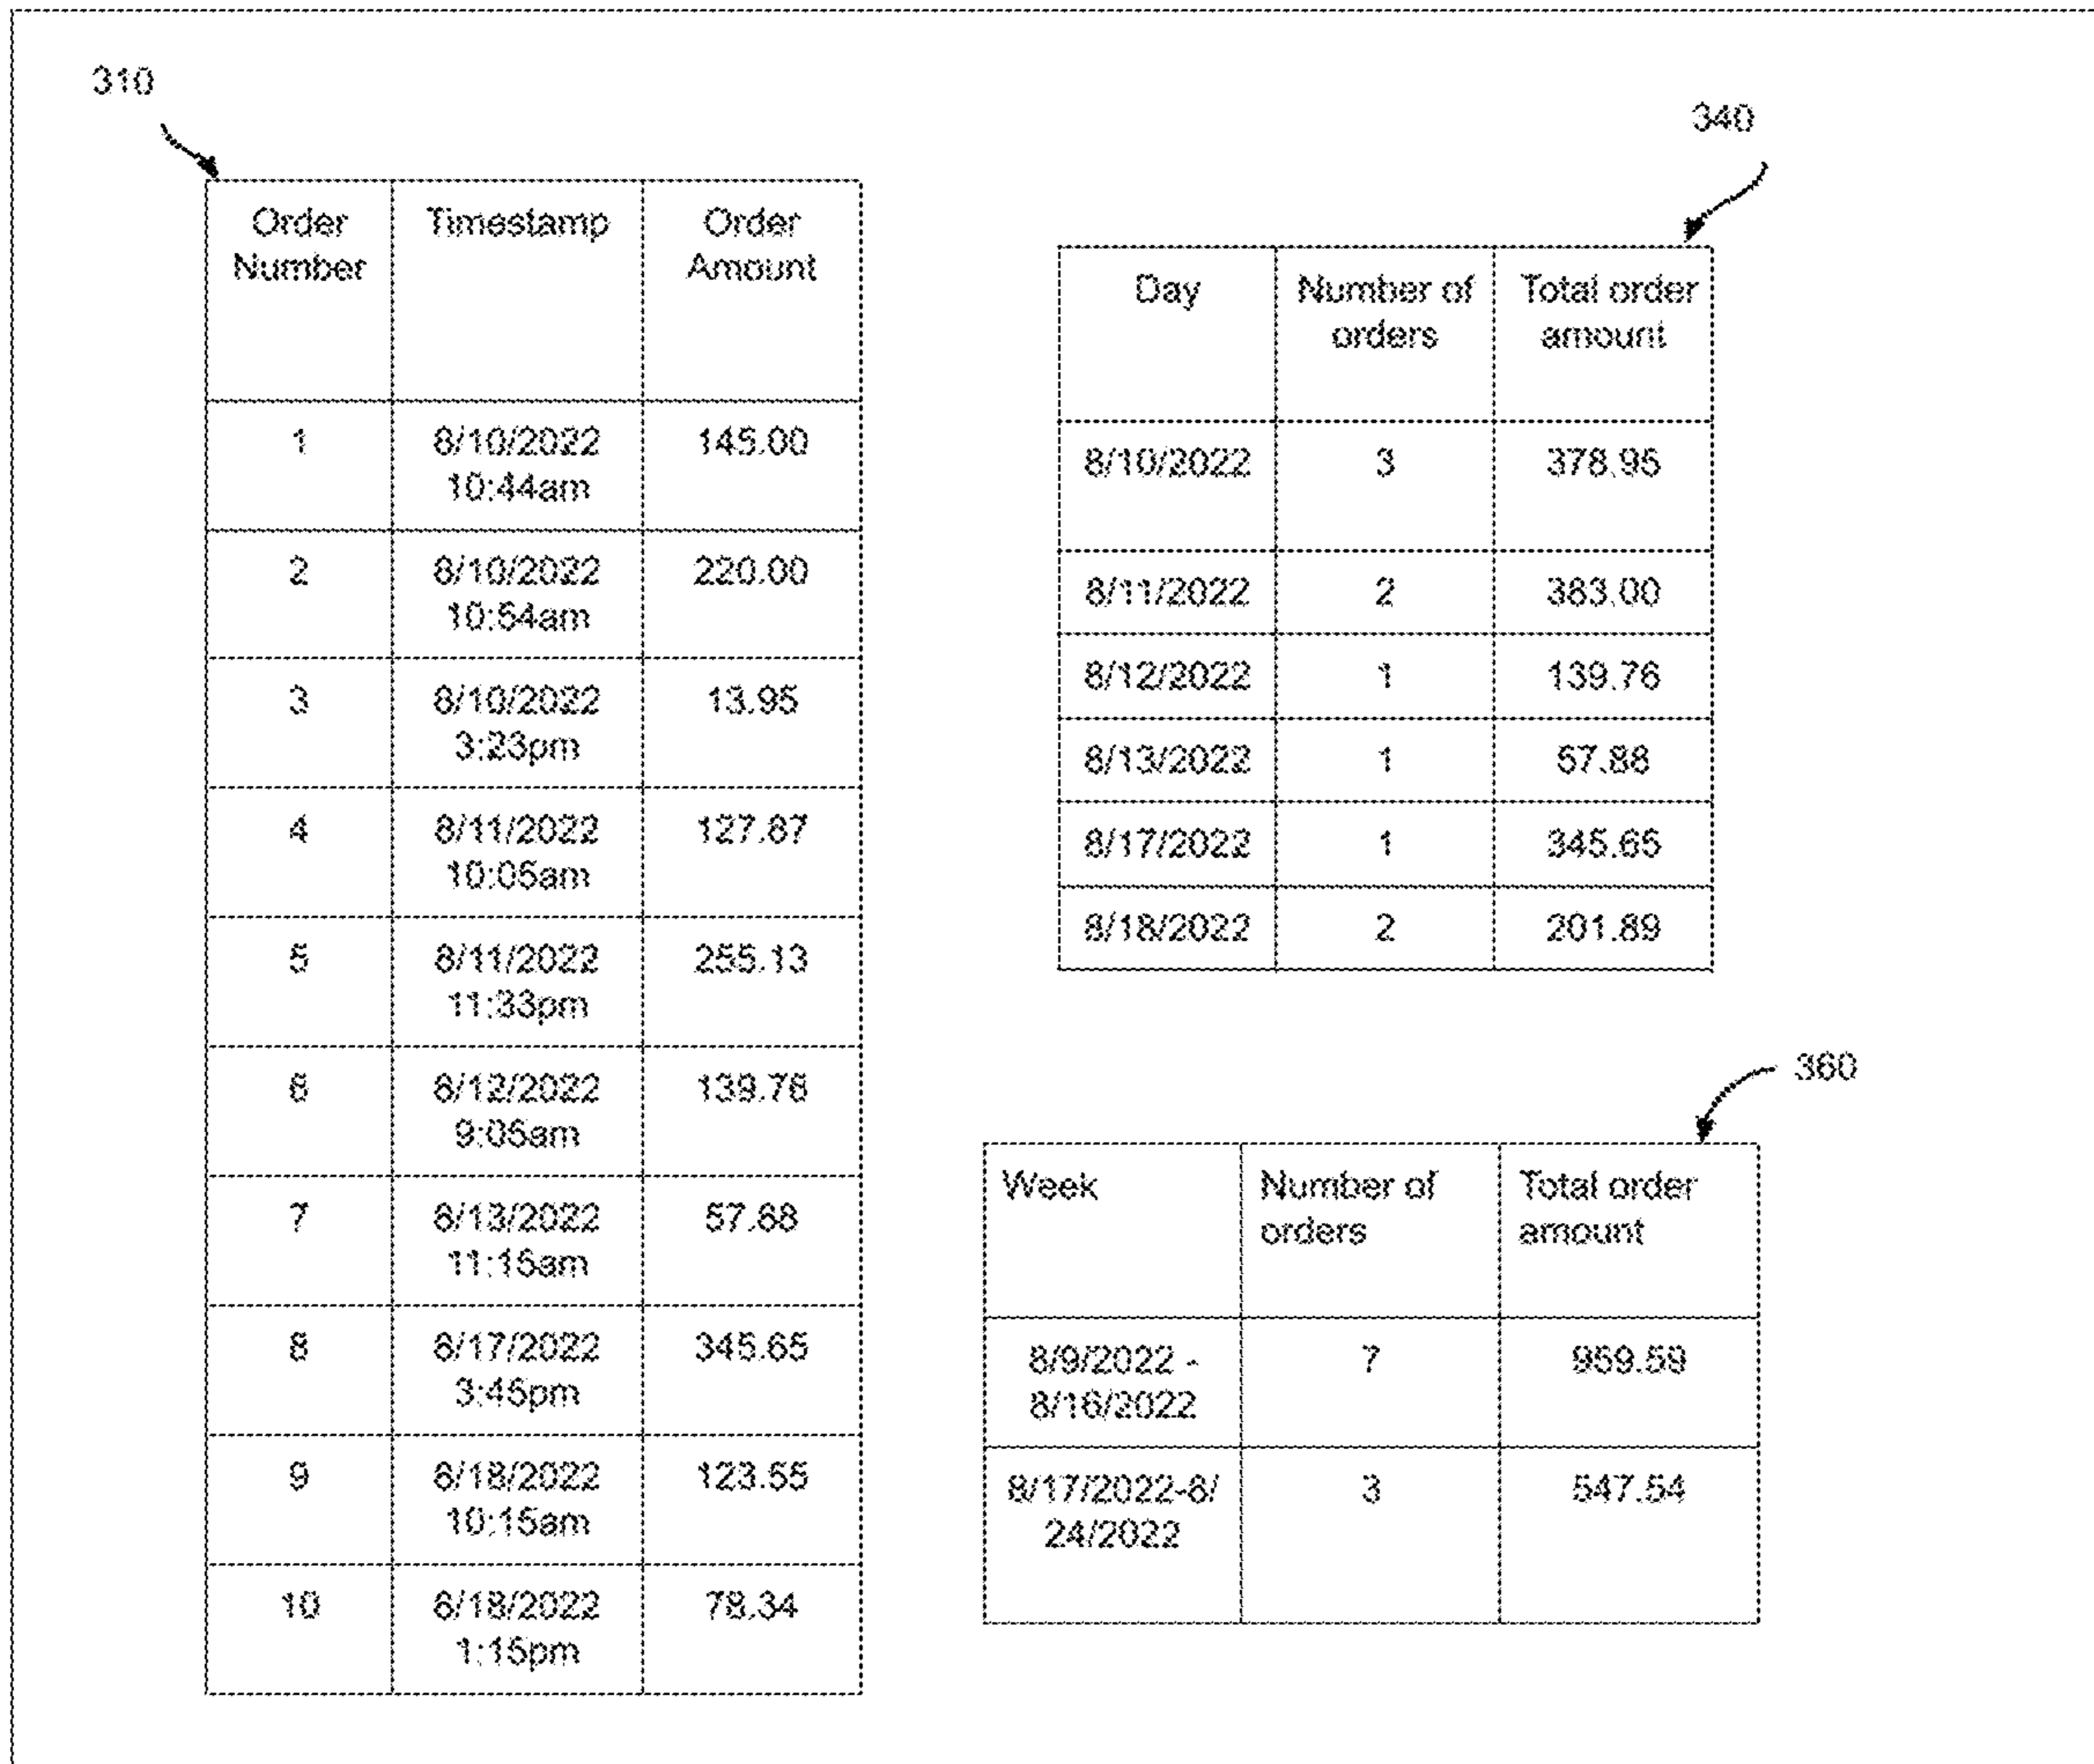 310
Order Number
Timestamp
Order Amount
1
8/10/2022 10:44am
145.00
2
8/10/2022 10:54am
220.00
3
8/10/2022 3:23pm
13.95
4
8/11/2022 10:05am
127.87
5
8/11/2022 11:33pm
255.13
6
8/12/2022 9:05am
139.76
7
8/13/2022 11:15am
57.88
8
8/17/2022 3:45pm
345.65
9
8/18/2022 10:15am
123.55
10
8/18/2022 1:15pm
78.34
340
Day
Number of orders
Total order amount
8/10/2022
3
378.95
8/11/2022
2
383.00
8/12/2022
1
139.76
8/13/2022
1
57.88
8/17/2022
1
345.65
8/18/2022
2
201.89
360
Week
Number of orders
Total order amount
8/9/2022 - 8/16/2022
7
959.59
8/17/2022-8/24/2022
3
547.54